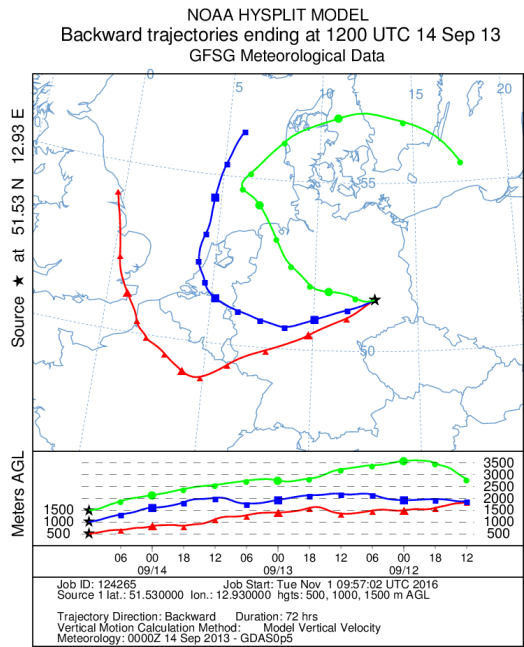 NOAA HYSPLIT MODEL
Backward trajectories ending at 1200 UTC 14 Sep 13
GFSG Meteorological Data
0 5 10 15 20
55
50
Source ★ at 51.53 N 12.93 E
Meters AGL
3500
3000
2500
2000
1500 1500
1000 1000
500 500
06 00 18 12 06 00 18 12 06 00 18 12
09/14 09/13 09/12
Job ID: 124265 Job Start: Tue Nov 1 09:57:02 UTC 2016
Source 1 lat.: 51.530000 lon.: 12.930000 hgts: 500, 1000, 1500 m AGL
Trajectory Direction: Backward Duration: 72 hrs
Vertical Motion Calculation Method: Model Vertical Velocity
Meteorology: 0000Z 14 Sep 2013 - GDAS0p5